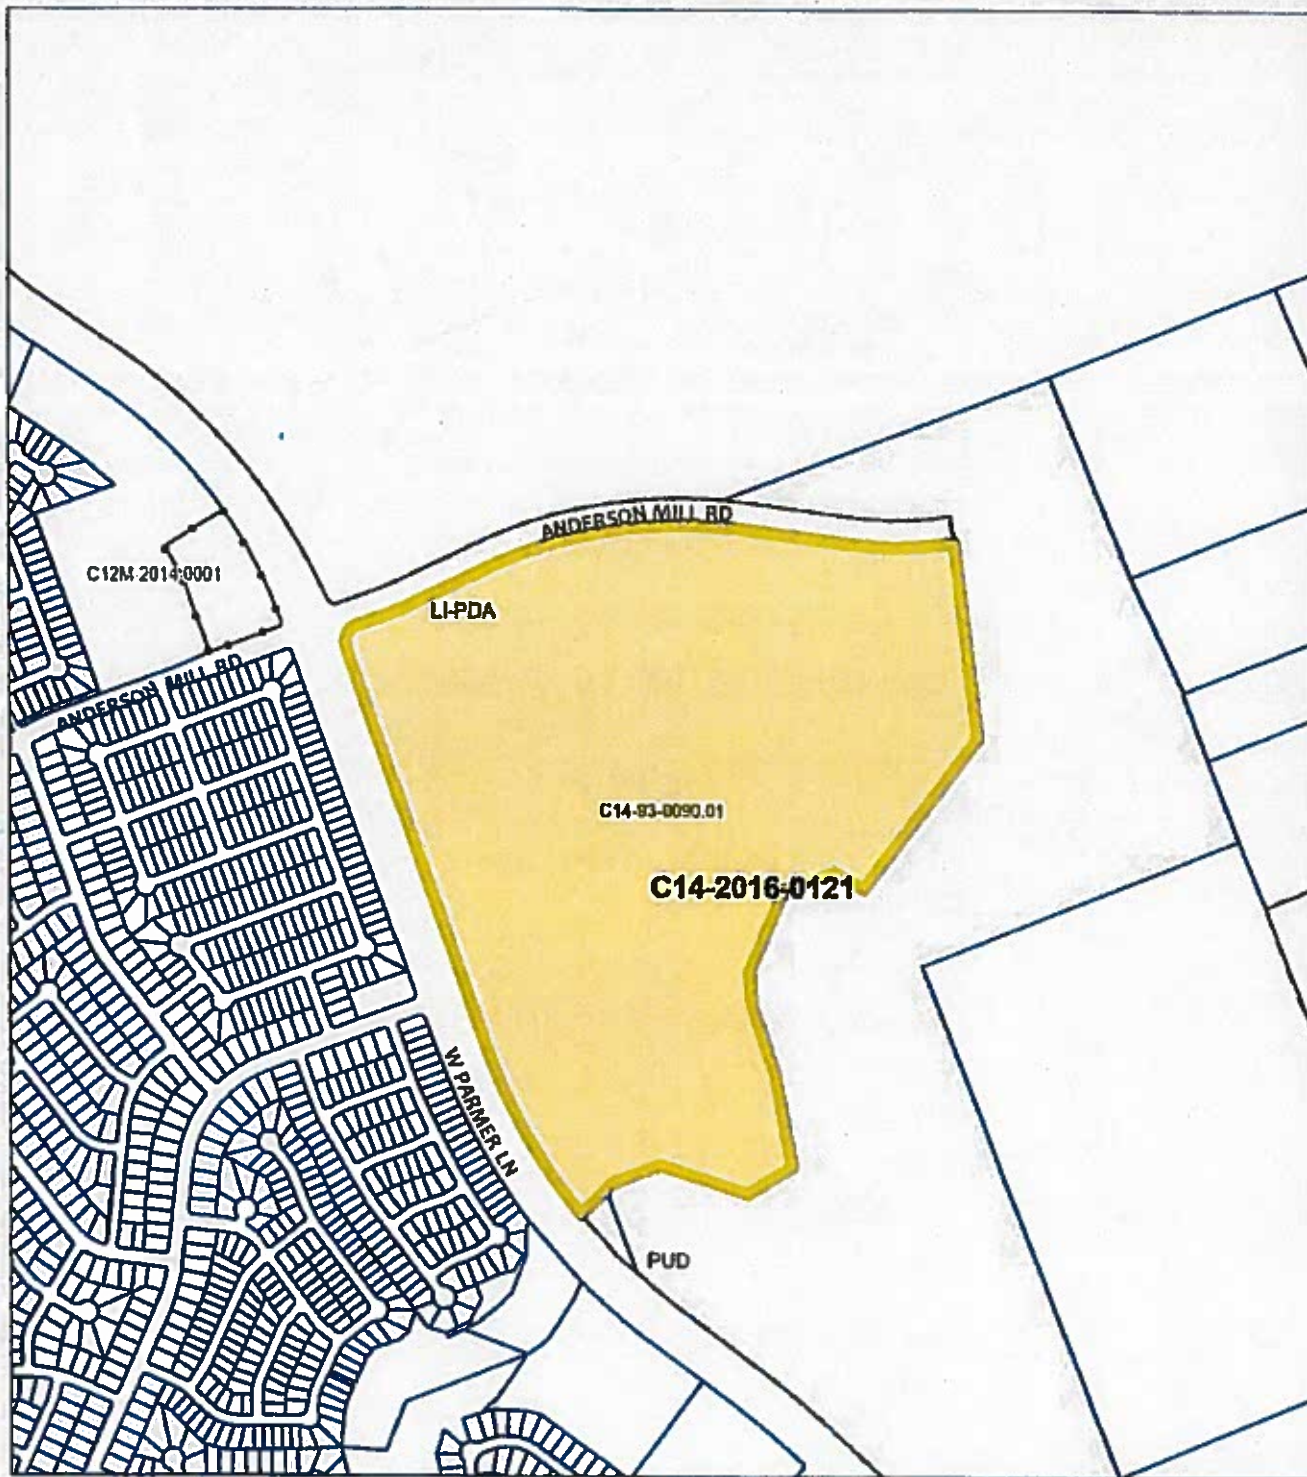 ANDERSON MILL RD
C12M-2014-0001
LI-PDA
ANDERSON MILL RD
C14-93-0090.01
C14-2016-0121
W PARMER LN
PUD